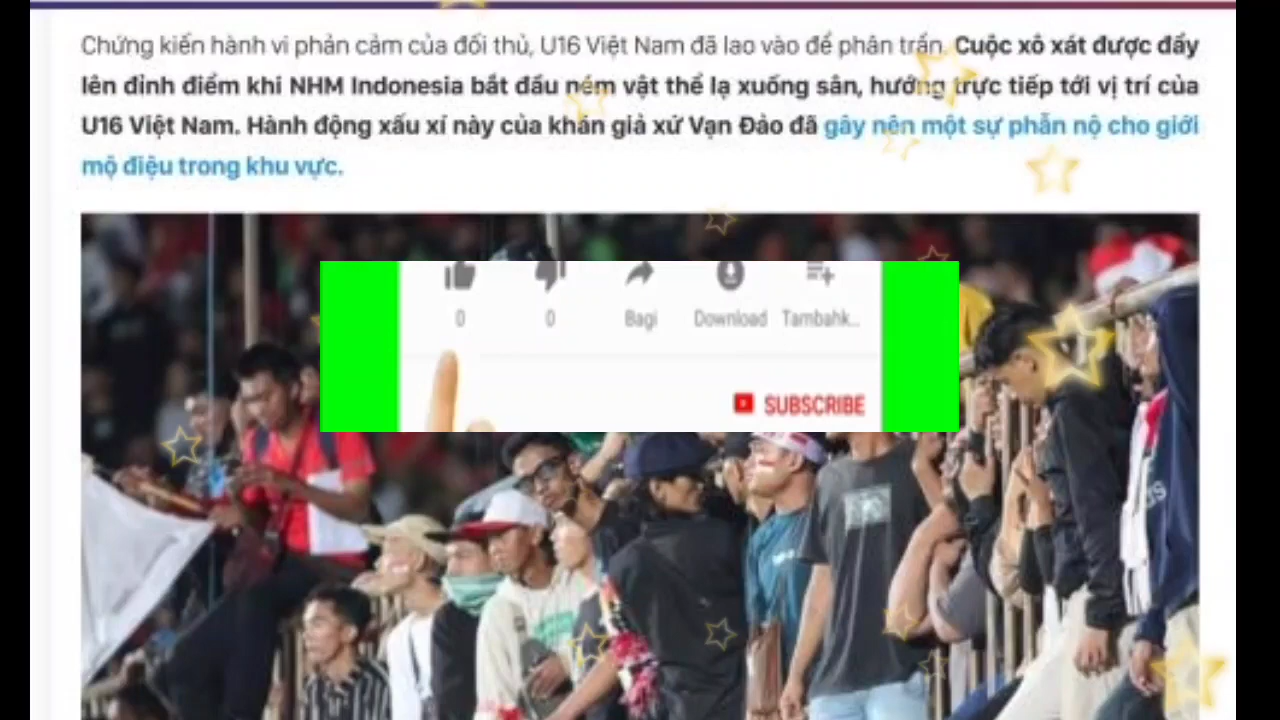 Chứng kiến hành vi phản cảm của đối thủ, U16 Việt Nam đã lao vào để phân trần. Cuộc xô xát được đẩy
lên đỉnh điểm khi NHM Indonesia bắt đầu ném vật thể lạ xuống sân, hướng trực tiếp tới vị trí của
U16 Việt Nam. Hành động xấu xí này của khán giả xứ Vạn Đảo đã gây nên một sự phẫn nộ cho giới
mộ điệu trong khu vực.
0 0 Bagi Download Tambahk...
SUBSCRIBE